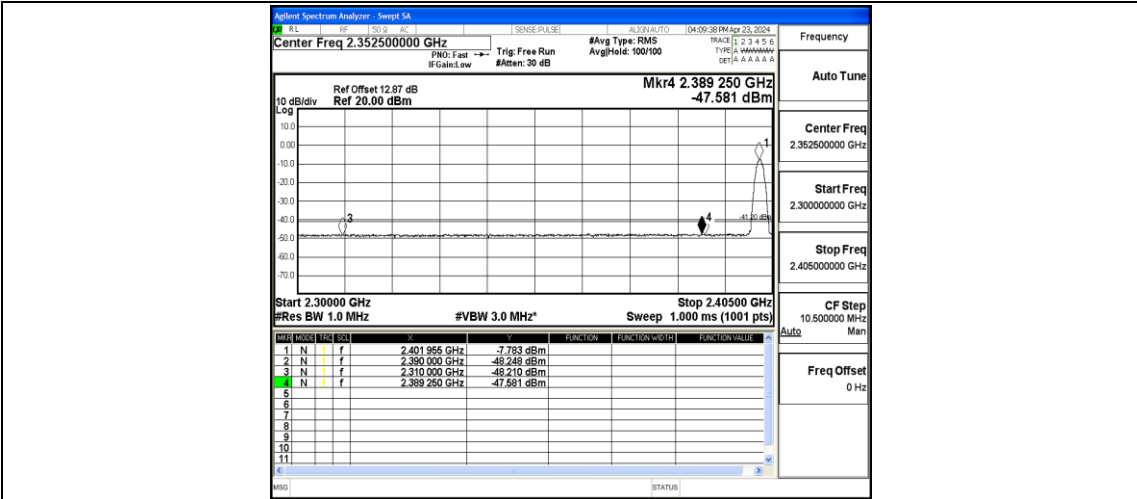 Agilent Spectrum Analyzer - Swept SA
RL RF 50 Ω AC SENSE:PULSE ALIGN AUTO 04:09:38 PM Apr 23, 2024
Center Freq 2.352500000 GHz
PNO: Fast
IFGain:Low
Trig: Free Run
#Atten: 30 dB
#Avg Type: RMS
Avg|Hold: 100/100
TRACE 1 2 3 4 5 6
TYPE A WWWWW
DET A A A A A A
Ref Offset 12.87 dB
10 dB/div Ref 20.00 dBm
Log
Mkr4 2.389 250 GHz
-47.581 dBm
10.0
0.00
-10.0
-20.0
-30.0
-40.0
-50.0
-60.0
-70.0
1
3
4
-41.20 dBm
Start 2.30000 GHz Stop 2.40500 GHz
#Res BW 1.0 MHz #VBW 3.0 MHz* Sweep 1.000 ms (1001 pts)
MKR MODE TRC SCL X Y FUNCTION FUNCTION WIDTH FUNCTION VALUE
1 N 1 f 2.401 955 GHz -7.783 dBm
2 N 1 f 2.390 000 GHz -48.248 dBm
3 N 1 f 2.310 000 GHz -48.210 dBm
4 N 1 f 2.389 250 GHz -47.581 dBm
5
6
7
8
9
10
11
MSG STATUS
Frequency
Auto Tune
Center Freq
2.352500000 GHz
Start Freq
2.300000000 GHz
Stop Freq
2.405000000 GHz
CF Step
10.500000 MHz
Auto Man
Freq Offset
0 Hz